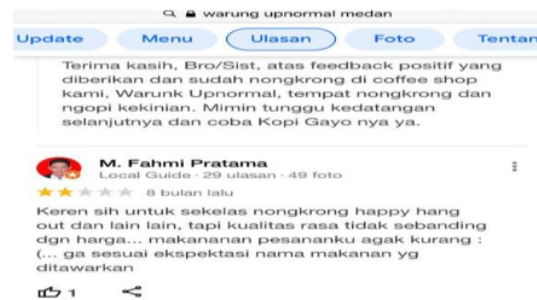 warung upnormal medan
Update Menu Ulasan Foto Tentan
Terima kasih, Bro/Sist, atas feedback positif yang
diberikan dan sudah nongkrong di coffee shop
kami, Warunk Upnormal, tempat nongkrong dan
ngopi kekinian. Mimin tunggu kedatangan
selanjutnya dan coba Kopi Gayo nya ya.
M. Fahmi Pratama
Local Guide · 29 ulasan · 49 foto
8 bulan lalu
Keren sih untuk sekelas nongkrong happy hang
out dan lain lain, tapi kualitas rasa tidak sebanding
dgn harga... makananan pesananku agak kurang :
(... ga sesuai ekspektasi nama makanan yg
ditawarkan
1